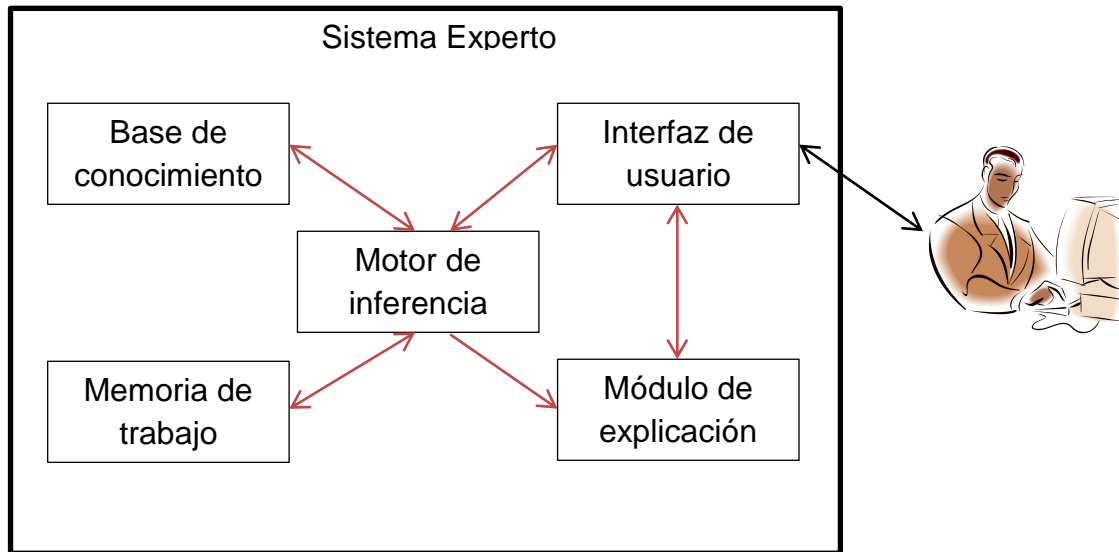 Sistema Experto
Base de
conocimiento
Interfaz de
usuario
Motor de
inferencia
Memoria de
trabajo
Módulo de
explicación